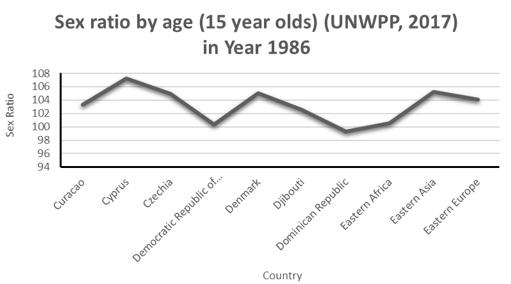 Sex ratio by age (15 year olds) (UNWPP, 2017)
in Year 1986
108
106
104
102
100
98
96
94
Sex Ratio
Curacao
Cyprus
Czechia
Democratic Republic of...
Denmark
Djibouti
Dominican Republic
Eastern Africa
Eastern Asia
Eastern Europe
Country